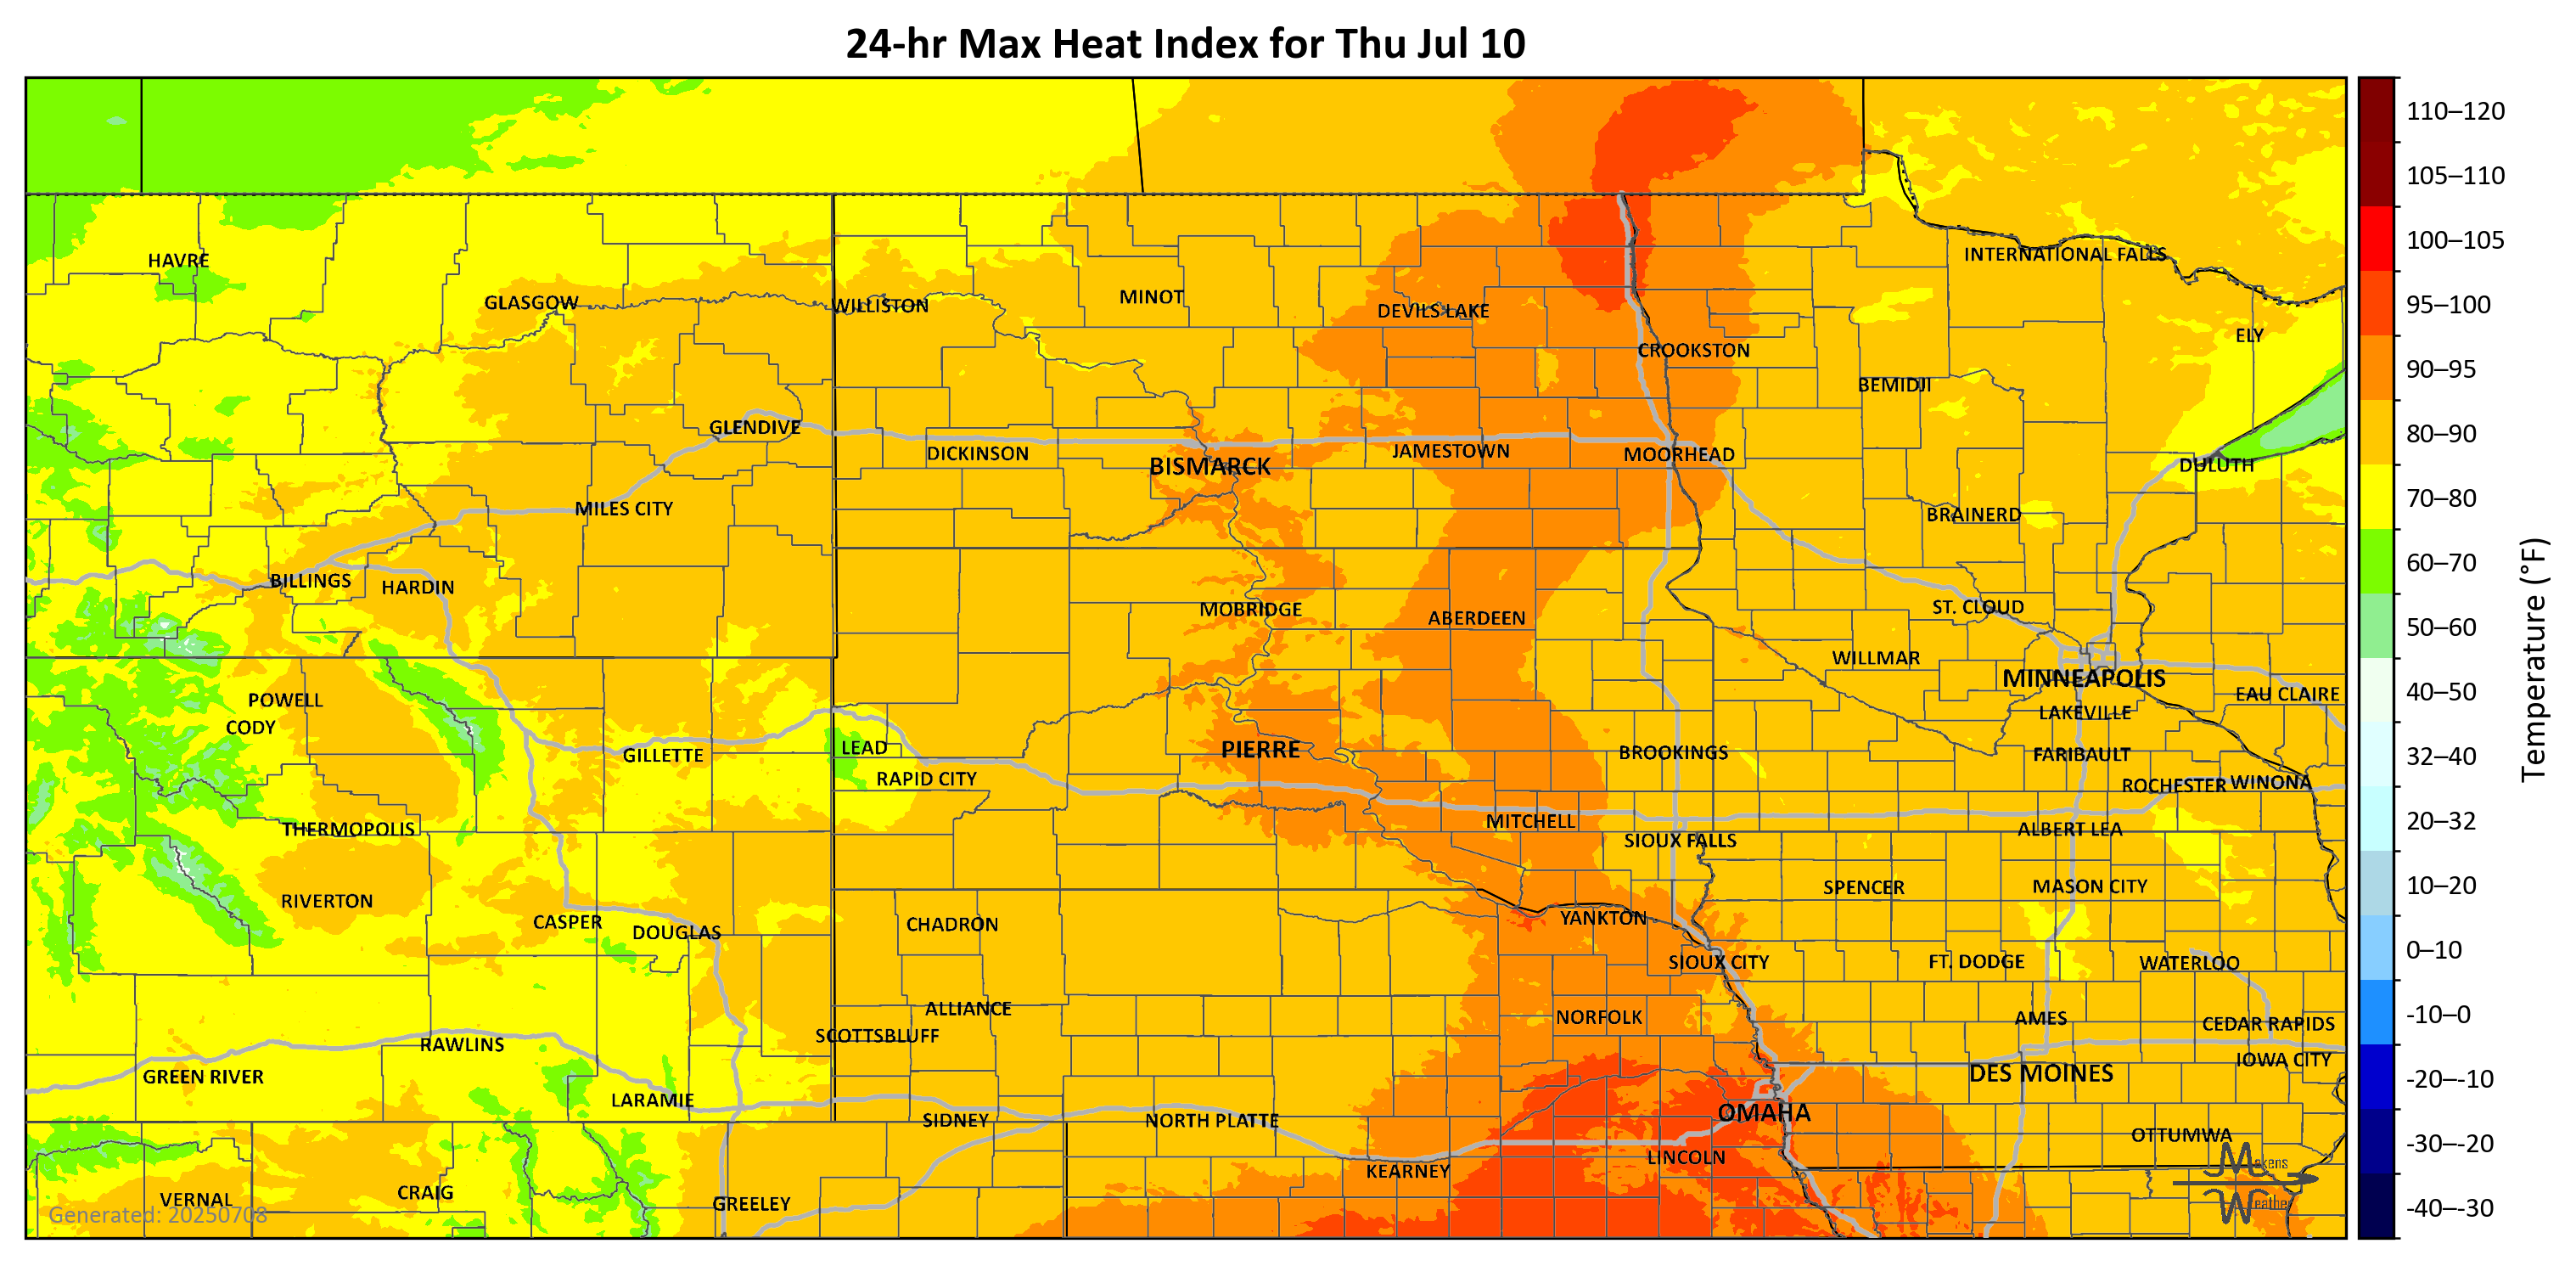 24-hr Max Heat Index for Thu Jul 10
110–120
105–110
100–105
95–100
90–95
80–90
70–80
60–70
50–60
40–50
32–40
20–32
10–20
0–10
-10–0
-20–-10
-30–-20
-40–-30
Temperature (°F)
HAVRE
INTERNATIONAL FALLS
GLASGOW
WILLISTON
MINOT
DEVILS LAKE
ELY
CROOKSTON
BEMIDJI
GLENDIVE
DICKINSON
BISMARCK
JAMESTOWN
MOORHEAD
DULUTH
MILES CITY
BRAINERD
BILLINGS
HARDIN
MOBRIDGE
ABERDEEN
ST. CLOUD
WILLMAR
MINNEAPOLIS
EAU CLAIRE
POWELL
CODY
LAKEVILLE
GILLETTE
LEAD
PIERRE
BROOKINGS
FARIBAULT
RAPID CITY
ROCHESTER
WINONA
THERMOPOLIS
MITCHELL
SIOUX FALLS
ALBERT LEA
RIVERTON
SPENCER
MASON CITY
CASPER
DOUGLAS
CHADRON
YANKTON
SIOUX CITY
FT. DODGE
WATERLOO
ALLIANCE
NORFOLK
AMES
CEDAR RAPIDS
SCOTTSBLUFF
RAWLINS
IOWA CITY
GREEN RIVER
DES MOINES
LARAMIE
SIDNEY
NORTH PLATTE
OMAHA
OTTUMWA
LINCOLN
KEARNEY
VERNAL
CRAIG
GREELEY
Generated: 20250708
Makens
Weather